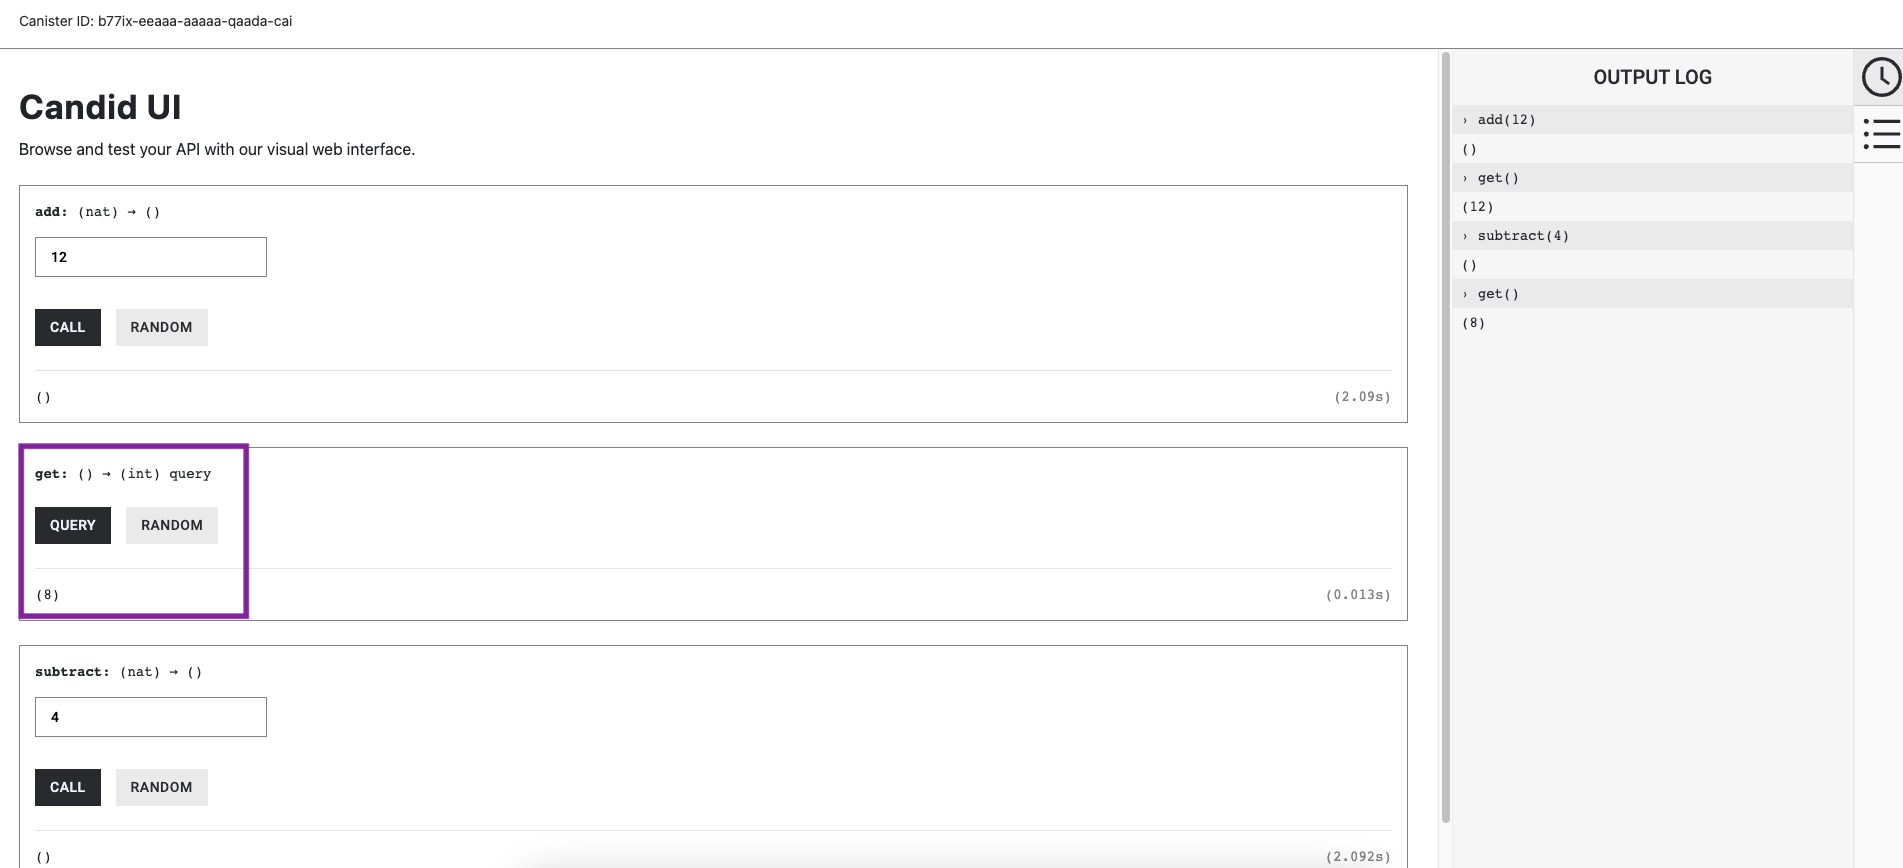 Canister ID: b77ix-eeaaa-aaaaa-qaada-cai
Candid UI
Browse and test your API with our visual web interface.
add: (nat) → ()
12
CALL RANDOM
() (2.09s)
get: () → (int) query
QUERY RANDOM
(8) (0.013s)
subtract: (nat) → ()
4
CALL RANDOM
() (2.092s)
OUTPUT LOG
› add(12)
()
› get()
(12)
› subtract(4)
()
› get()
(8)